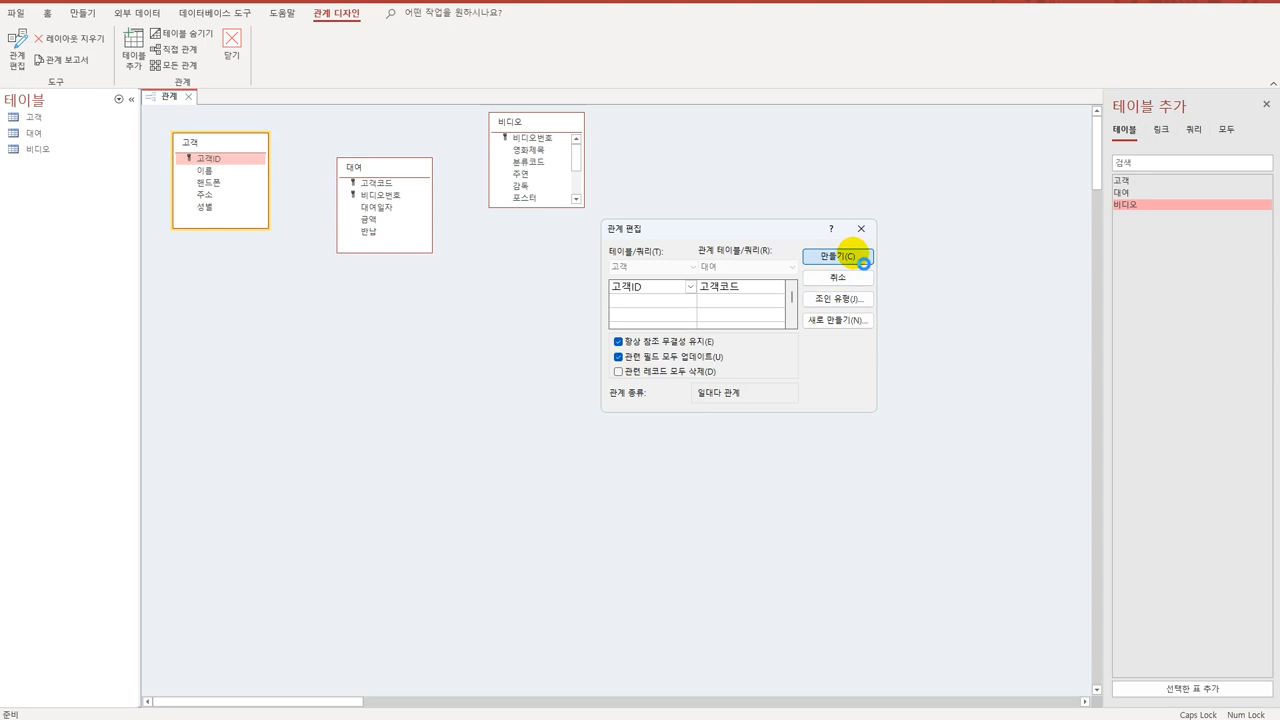 파일 홈 만들기 외부 데이터 데이터베이스 도구 도움말 관계 디자인 어떤 작업을 원하시나요?
관계 편집
레이아웃 지우기
관계 보고서
도구
테이블 추가
테이블 숨기기
직접 관계
모든 관계
닫기
관계
테이블
고객
대여
비디오
관계
고객
고객ID
이름
핸드폰
주소
성별
대여
고객코드
비디오번호
대여일자
금액
반납
비디오
비디오번호
영화제목
분류코드
주연
감독
포스터
관계 편집
테이블/쿼리(T): 관계 테이블/쿼리(R):
고객 대여
고객ID 고객코드
만들기(C)
취소
조인 유형(J)...
새로 만들기(N)...
항상 참조 무결성 유지(E)
관련 필드 모두 업데이트(U)
관련 레코드 모두 삭제(D)
관계 종류: 일대다 관계
테이블 추가
테이블 링크 쿼리 모두
검색
고객
대여
비디오
선택한 표 추가
준비
Caps Lock Num Lock